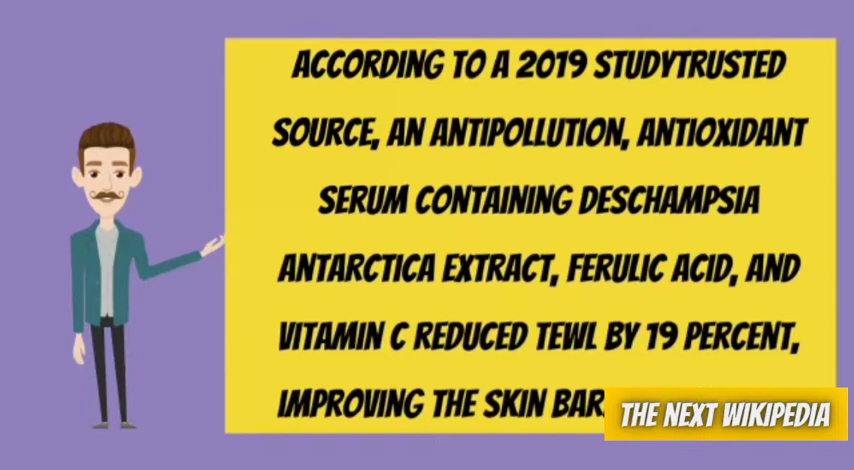 ACCORDING TO A 2019 STUDYTRUSTED
SOURCE, AN ANTIPOLLUTION, ANTIOXIDANT
SERUM CONTAINING DESCHAMPSIA
ANTARCTICA EXTRACT, FERULIC ACID, AND
VITAMIN C REDUCED TEWL BY 19 PERCENT,
IMPROVING THE SKIN
THE NEXT WIKIPEDIA